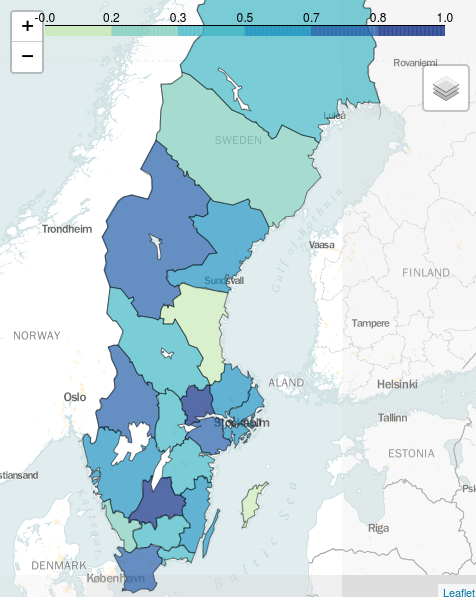 +
−
-0.0 0.2 0.3 0.5 0.7 0.8 1.0
Rovaniemi
Luleå
SWEDEN
Trondheim
Gulf of Bothnia
Vaasa
FINLAND
Sundsvall
Tampere
NORWAY
ALAND
Helsinki
Oslo
Stockholm
Tallinn
ESTONIA
stiansand
Baltic Sea
Riga
DENMARK
København
Leaflet